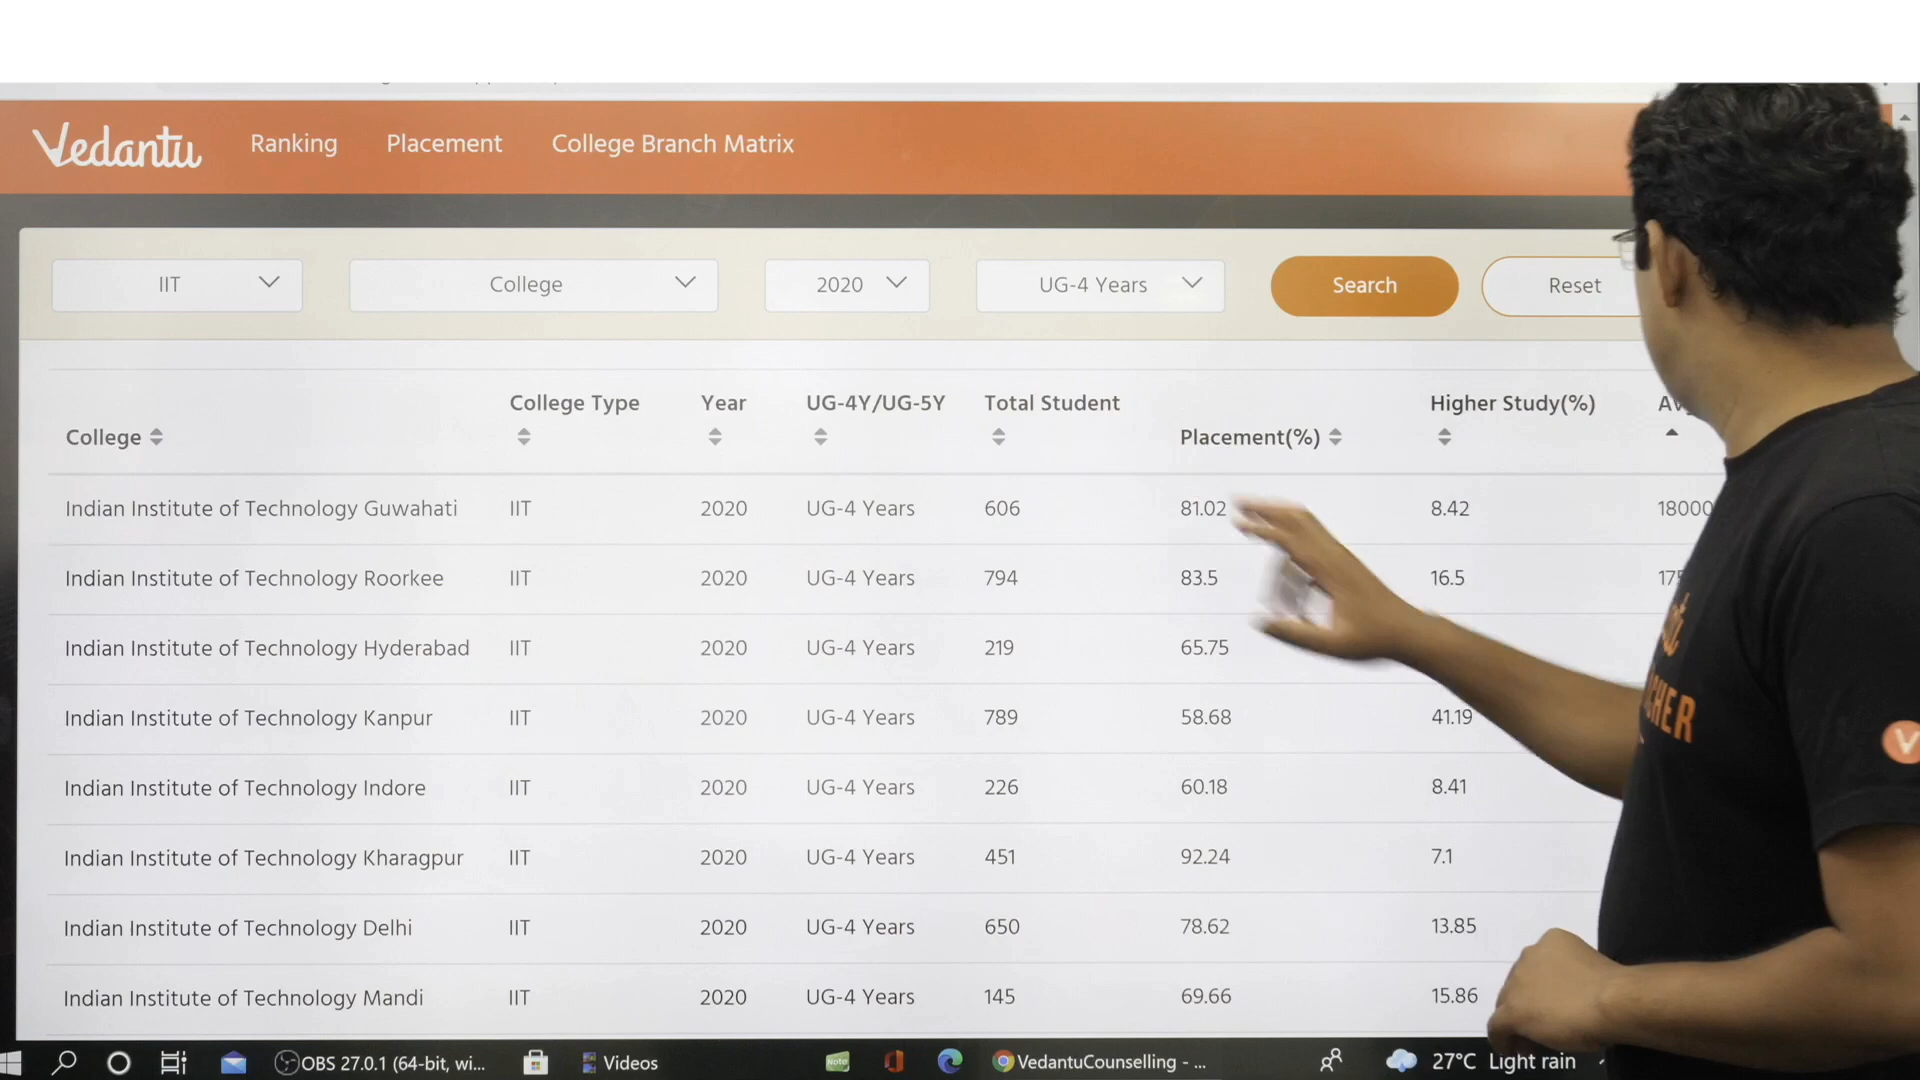 Vedantu Ranking Placement College Branch Matrix
IIT College 2020 UG-4 Years Search Reset
College College Type Year UG-4Y/UG-5Y Total Student Placement(%) Higher Study(%)
Indian Institute of Technology Guwahati IIT 2020 UG-4 Years 606 81.02 8.42 18000
Indian Institute of Technology Roorkee IIT 2020 UG-4 Years 794 83.5 16.5
Indian Institute of Technology Hyderabad IIT 2020 UG-4 Years 219 65.75
Indian Institute of Technology Kanpur IIT 2020 UG-4 Years 789 58.68 41.19
Indian Institute of Technology Indore IIT 2020 UG-4 Years 226 60.18 8.41
Indian Institute of Technology Kharagpur IIT 2020 UG-4 Years 451 92.24 7.1
Indian Institute of Technology Delhi IIT 2020 UG-4 Years 650 78.62 13.85
Indian Institute of Technology Mandi IIT 2020 UG-4 Years 145 69.66 15.86
OBS 27.0.1 (64-bit, wi... Videos Note VedantuCounselling - ... 27°C Light rain
V